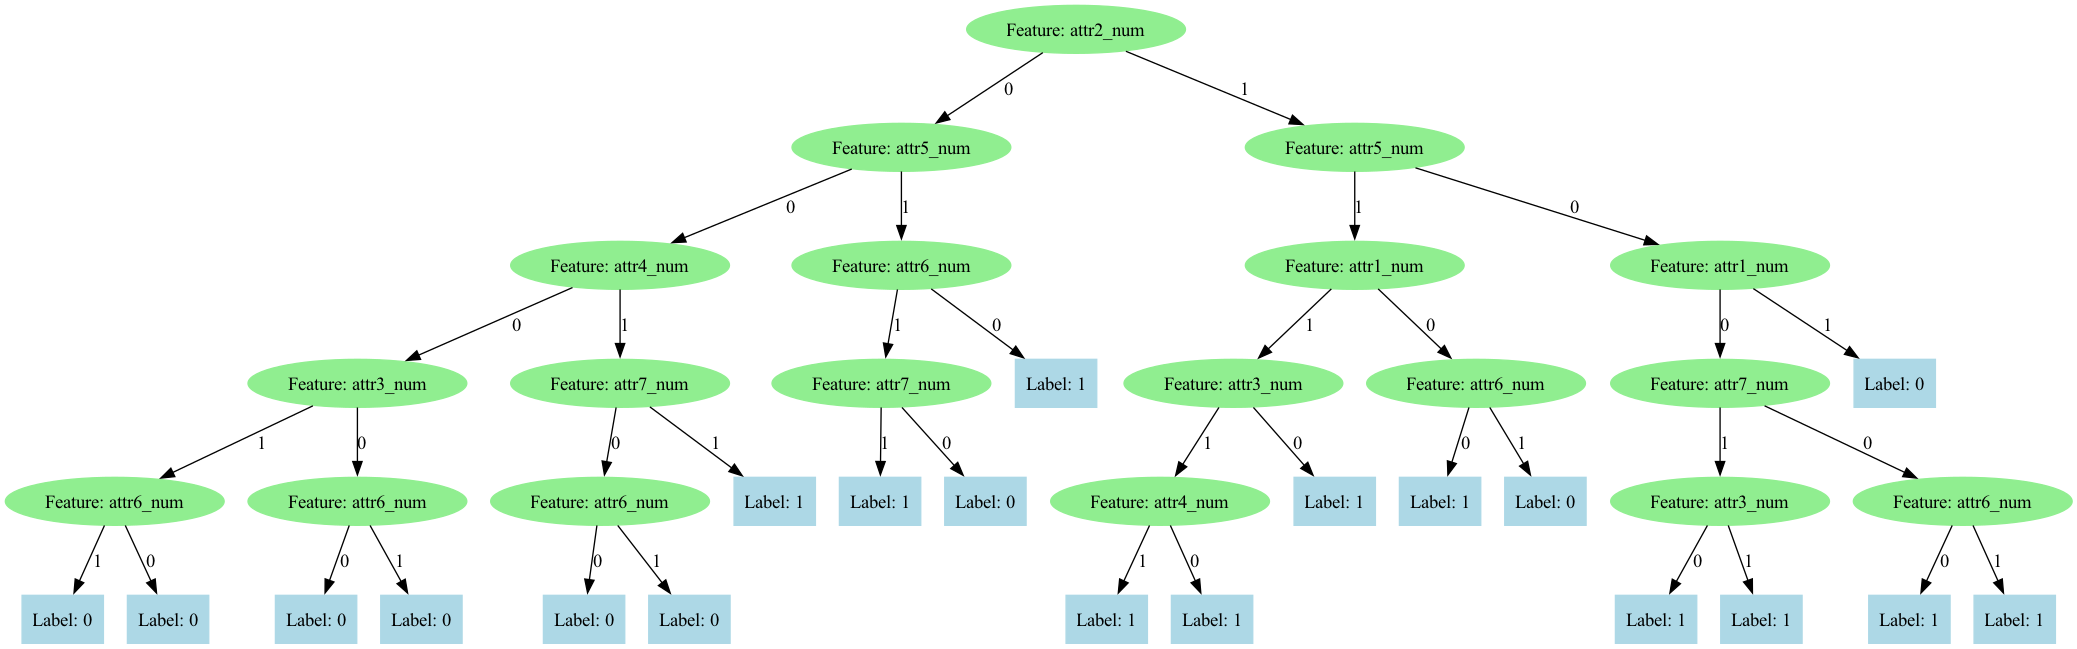 Feature: attr2_num
0
1
Feature: attr5_num
Feature: attr5_num
0
1
1
0
Feature: attr4_num
Feature: attr6_num
Feature: attr1_num
Feature: attr1_num
0
1
1
0
1
0
0
1
Feature: attr3_num
Feature: attr7_num
Feature: attr7_num
Label: 1
Feature: attr3_num
Feature: attr6_num
Feature: attr7_num
Label: 0
1
0
0
1
1
0
1
0
0
1
1
0
Feature: attr6_num
Feature: attr6_num
Feature: attr6_num
Label: 1
Label: 1
Label: 0
Feature: attr4_num
Label: 1
Label: 1
Label: 0
Feature: attr3_num
Feature: attr6_num
1
0
0
1
0
1
1
0
0
1
0
1
Label: 0
Label: 0
Label: 0
Label: 0
Label: 0
Label: 0
Label: 1
Label: 1
Label: 1
Label: 1
Label: 1
Label: 1